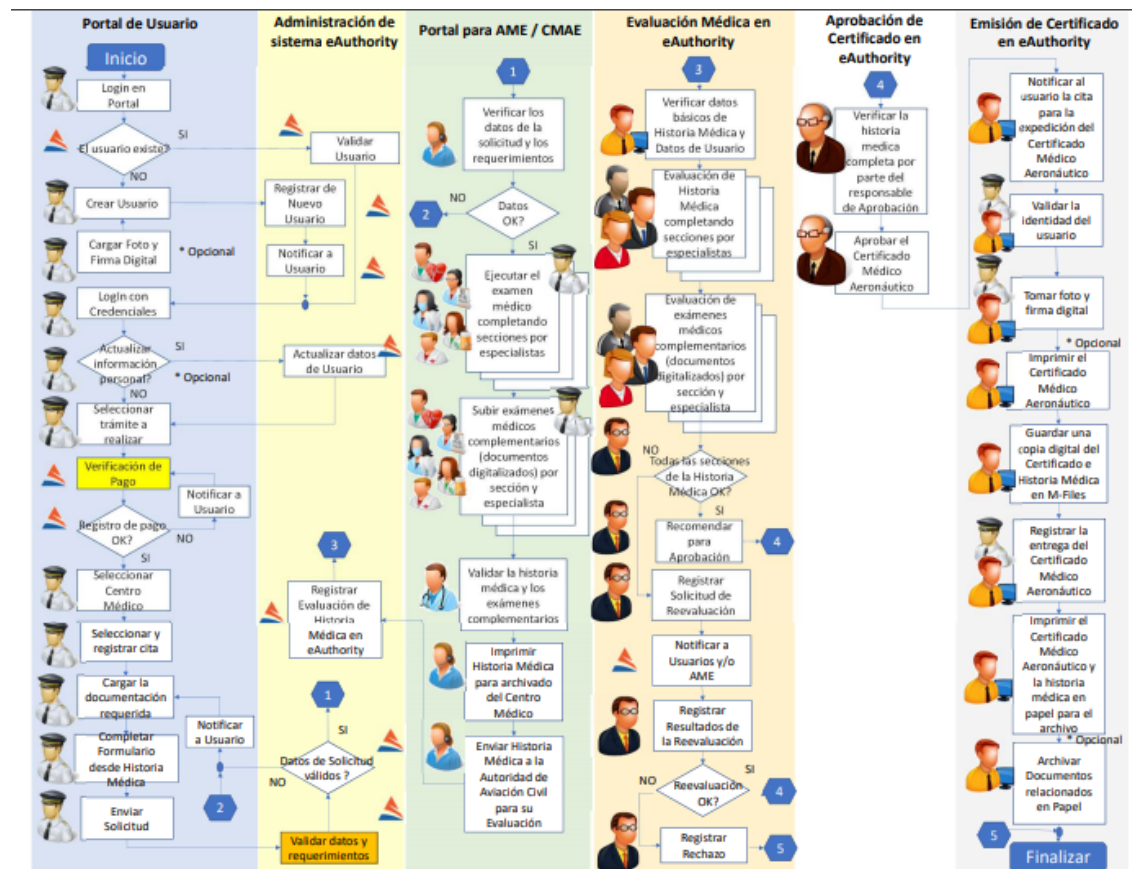 Portal de Usuario
Inicio
Login en
Portal
El usuario existe?
SI
NO
Crear Usuario
Cargar Foto y
Firma Digital
* Opcional
LogIn con
Credenciales
Actualizar
información
personal?
SI
* Opcional
NO
Seleccionar
trámite a
realizar
Verificación de
Pago
Notificar a
Usuario
Registro de pago
OK?
NO
SI
Seleccionar
Centro
Médico
Seleccionar y
registrar cita
Cargar la
documentación
requerida
Notificar
a Usuario
Completar
Formulario
desde Historia
Médica
2
Enviar
Solicitud
Administración de
sistema eAuthority
Validar
Usuario
Registrar de
Nuevo
Usuario
Notificar a
Usuario
Actualizar datos
de Usuario
3
Registrar
Evaluación de
Historia
Médica en
eAuthority
1
SI
Datos de Solicitud
válidos ?
NO
Validar datos y
requerimientos
Portal para AME / CMAE
1
Verificar los
datos de la
solicitud y los
requerimientos
NO
2
Datos
OK?
SI
Ejecutar el
examen
médico
completando
secciones por
especialistas
Subir exámenes
médicos
complementarios
(documentos
digitalizados) por
sección y
especialista
Validar la historia
médica y los
exámenes
complementarios
Imprimir
Historia Médica
para archivado
del Centro
Médico
Enviar Historia
Médica a la
Autoridad de
Aviación Civil
para su
Evaluación
Evaluación Médica en
eAuthority
3
Verificar datos
básicos de
Historia Médica y
Datos de Usuario
Evaluación de
Historia
Médica
completando
secciones por
especialistas
Evaluación de
exámenes
médicos
complementarios
(documentos
digitalizados) por
sección y
especialista
NO
Todas las secciones
de la Historia
Médica OK?
SI
Recomendar
para
Aprobación
4
Registrar
Solicitud de
Reevaluación
Notificar a
Usuarios y/o
AME
Registrar
Resultados de
la Reevaluación
NO
SI
Reevaluación
OK?
4
Registrar
Rechazo
5
Aprobación de
Certificado en
eAuthority
4
Verificar la
historia
medica
completa por
parte del
responsable
de Aprobación
Aprobar el
Certificado
Médico
Aeronáutico
Emisión de Certificado
en eAuthority
Notificar al
usuario la cita
para la
expedición del
Certificado
Médico
Aeronáutico
Validar la
identidad del
usuario
Tomar foto y
firma digital
* Opcional
Imprimir el
Certificado
Médico
Aeronáutico
Guardar una
copia digital del
Certificado e
Historia Médica
en M-Files
Registrar la
entrega del
Certificado
Médico
Aeronáutico
Imprimir el
Certificado
Médico
Aeronáutico y
la historia
médica en
papel para el
archivo
* Opcional
Archivar
Documentos
relacionados
en Papel
5
Finalizar